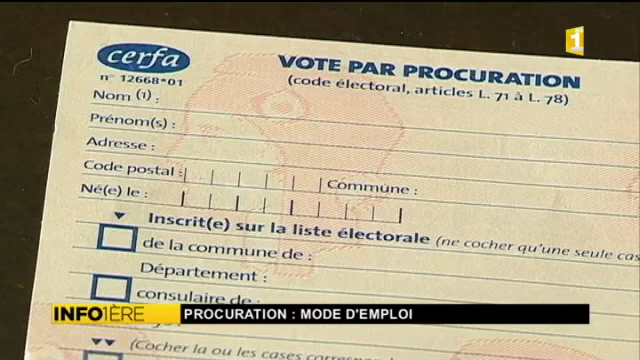 1
cerfa
n° 12668*01
VOTE PAR PROCURATION
(code électoral, articles L. 71 à L. 78)
Nom (1) :
Prénom(s) :
Adresse :
Code postal :
Commune :
Né(e) le :
Inscrit(e) sur la liste électorale (ne cocher qu'une seule cas
de la commune de :
Département :
consulaire de :
INFO1ÈRE
PROCURATION : MODE D'EMPLOI
(Cocher la ou les cases correspon